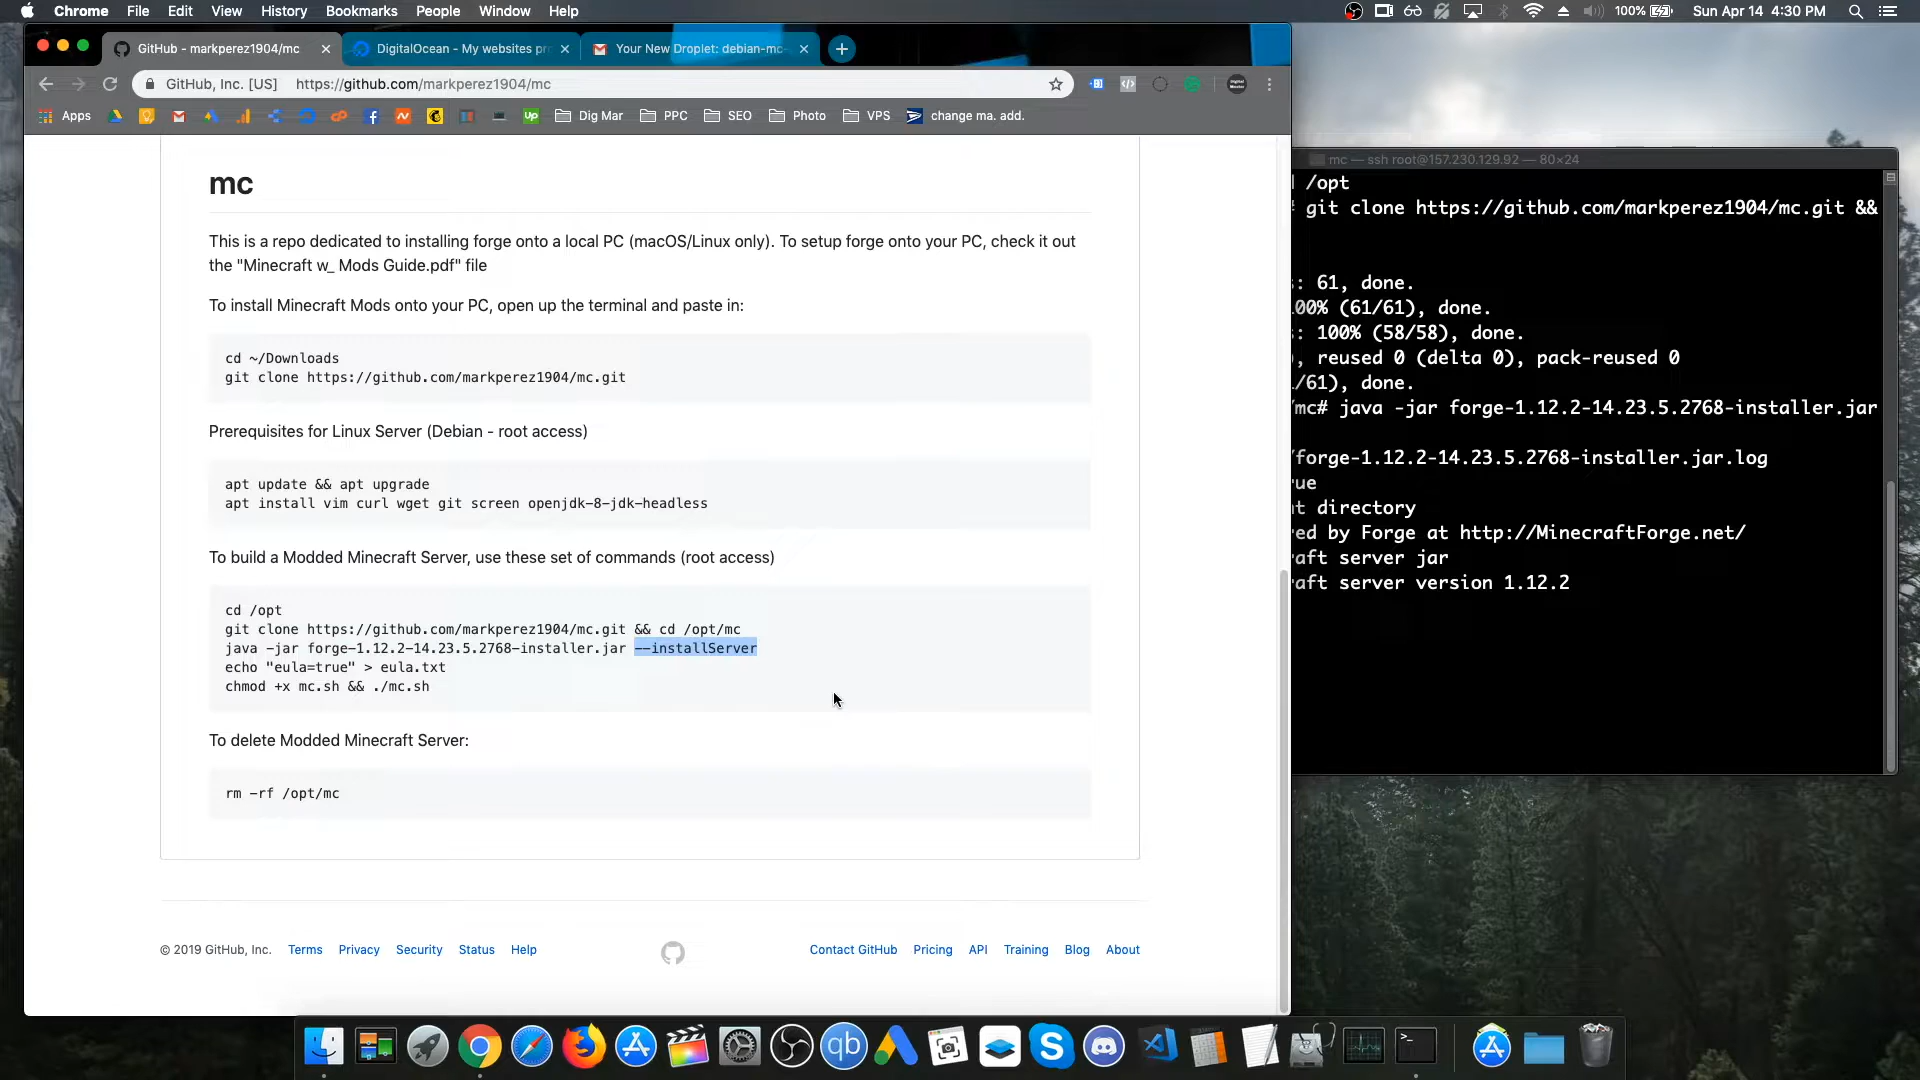 Chrome File Edit View History Bookmarks People Window Help
100% Sun Apr 14 4:30 PM
GitHub - markperez1904/mc
DigitalOcean - My websites pr
Your New Droplet: debian-mc-
GitHub, Inc. [US] https://github.com/markperez1904/mc
Apps Dig Mar PPC SEO Photo VPS change ma. add.
mc
This is a repo dedicated to installing forge onto a local PC (macOS/Linux only). To setup forge onto your PC, check it out
the "Minecraft w_ Mods Guide.pdf" file
To install Minecraft Mods onto your PC, open up the terminal and paste in:
cd ~/Downloads
git clone https://github.com/markperez1904/mc.git
Prerequisites for Linux Server (Debian - root access)
apt update && apt upgrade
apt install vim curl wget git screen openjdk-8-jdk-headless
To build a Modded Minecraft Server, use these set of commands (root access)
cd /opt
git clone https://github.com/markperez1904/mc.git && cd /opt/mc
java -jar forge-1.12.2-14.23.5.2768-installer.jar --installServer
echo "eula=true" > eula.txt
chmod +x mc.sh && ./mc.sh
To delete Modded Minecraft Server:
rm -rf /opt/mc
© 2019 GitHub, Inc. Terms Privacy Security Status Help
Contact GitHub Pricing API Training Blog About
mc — ssh root@157.230.129.92 — 80×24
/opt
git clone https://github.com/markperez1904/mc.git &&
: 61, done.
00% (61/61), done.
: 100% (58/58), done.
, reused 0 (delta 0), pack-reused 0
/61), done.
mc# java -jar forge-1.12.2-14.23.5.2768-installer.jar
/forge-1.12.2-14.23.5.2768-installer.jar.log
rue
nt directory
red by Forge at http://MinecraftForge.net/
aft server jar
aft server version 1.12.2